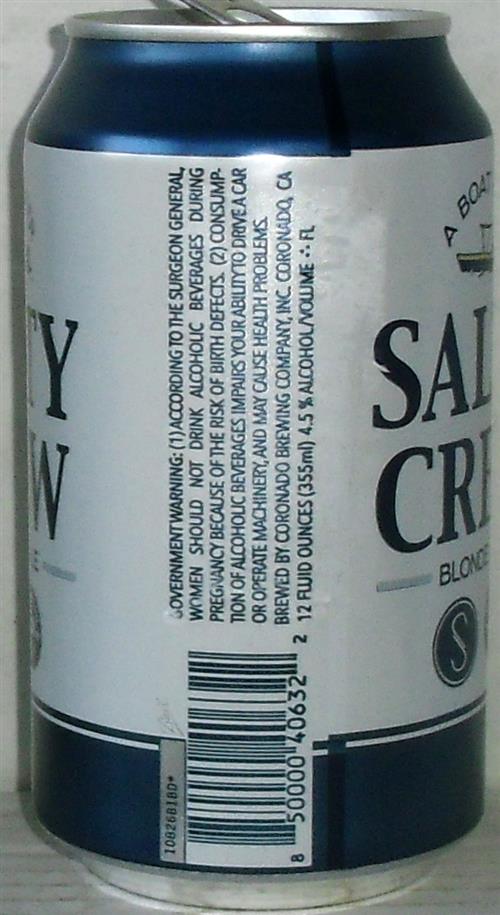 GOVERNMENT WARNING: (1) ACCORDING TO THE SURGEON GENERAL,
WOMEN SHOULD NOT DRINK ALCOHOLIC BEVERAGES DURING
PREGNANCY BECAUSE OF THE RISK OF BIRTH DEFECTS. (2) CONSUMP-
TION OF ALCOHOLIC BEVERAGES IMPAIRS YOUR ABILITY TO DRIVE A CAR
OR OPERATE MACHINERY, AND MAY CAUSE HEALTH PROBLEMS.
BREWED BY CORONADO BREWING COMPANY, INC. CORONADO, CA
12 FLUID OUNCES (355ml) 4.5 % ALCOHOL/VOLUME ∴ FL
8 50000 40632 2
10826B1BD*
TY
W
E
A BOAT
SAL
CRE
BLONDE
S